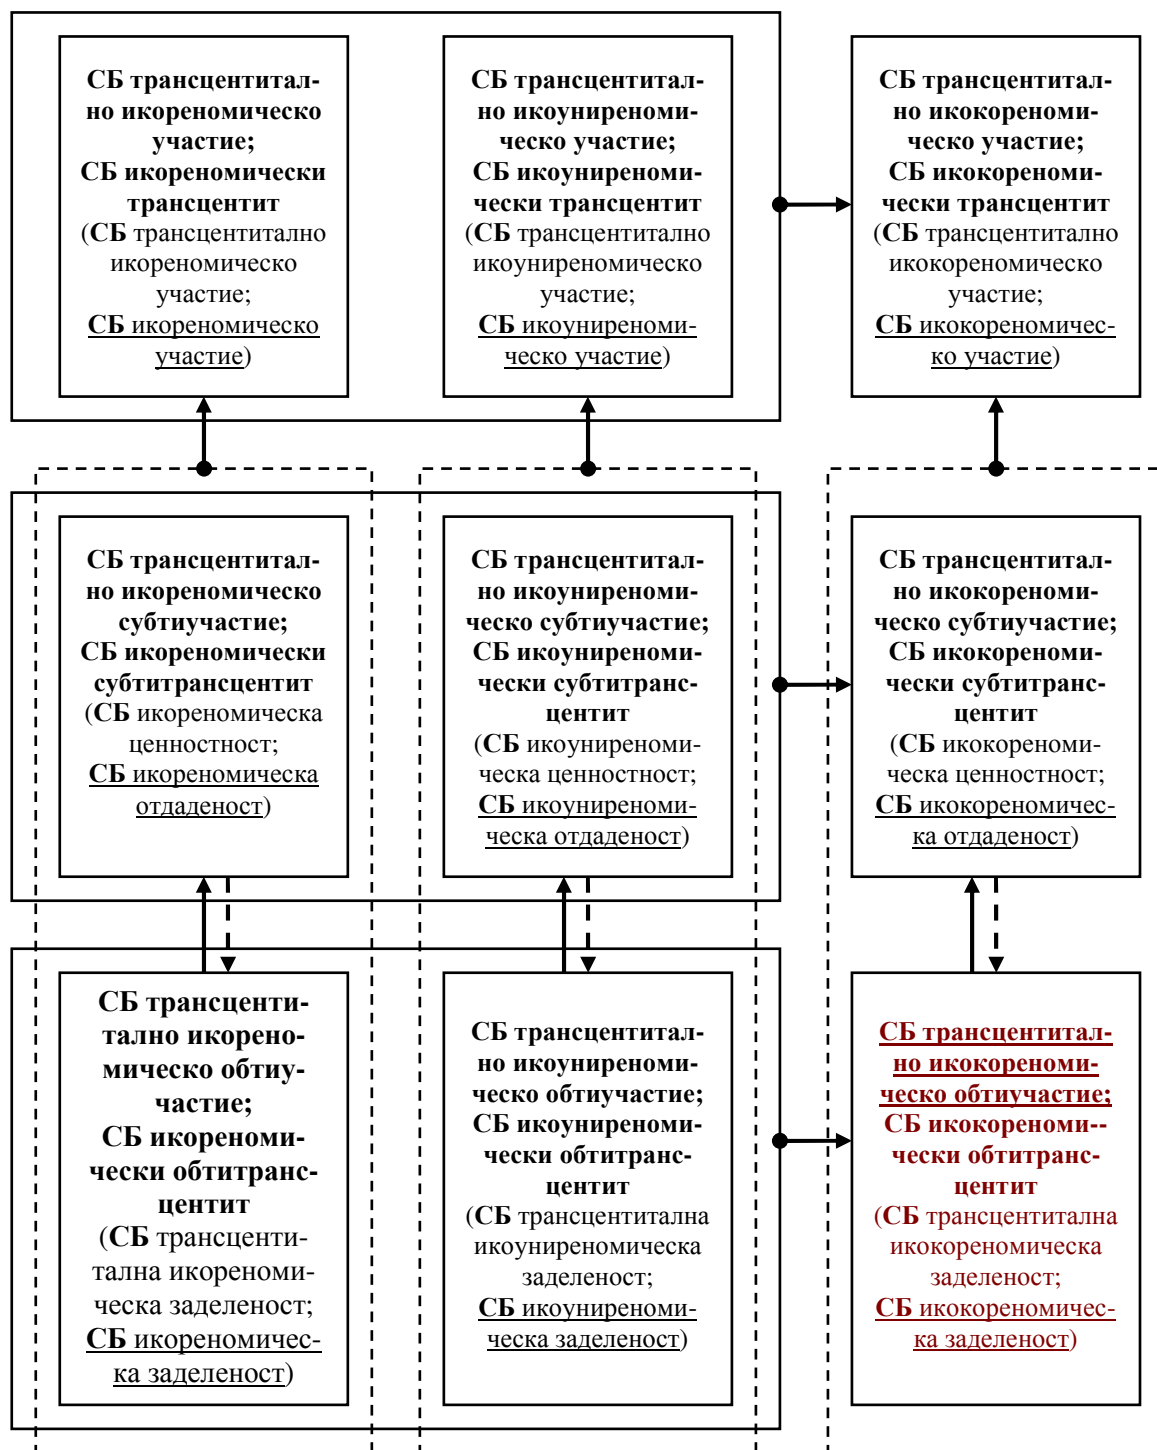 СБ трансцентитал-
но икореномическо
участие;
СБ икореномически
трансцентит
(СБ трансцентитално
икореномическо
участие;
СБ икореномическо
участие)
СБ трансцентитал-
но икоуниреноми-
ческо участие;
СБ икоуниреноми-
чески трансцентит
(СБ трансцентитално
икоуниреномическо
участие;
СБ икоуниреноми-
ческо участие)
СБ трансцентитал-
но икокореноми-
ческо участие;
СБ икокореноми-
чески трансцентит
(СБ трансцентитално
икокореномическо
участие;
СБ икокореномичес-
ко участие)
СБ трансцентитал-
но икореномическо
субтиучастие;
СБ икореномически
субтитрансцентит
(СБ икореномическа
ценностност;
СБ икореномическа
отдаденост)
СБ трансцентитал-
но икоуниреноми-
ческо субтиучастие;
СБ икоуниреноми-
чески субтитранс-
центит
(СБ икоуниреноми-
ческа ценностност;
СБ икоуниреноми-
ческа отдаденост)
СБ трансцентитал-
но икокореноми-
ческо субтиучастие;
СБ икокореноми-
чески субтитранс-
центит
(СБ икокореноми-
ческа ценностност;
СБ икокореномичес-
ка отдаденост)
СБ трансценти-
тално икорено-
мическо обтиу-
частие;
СБ икореноми-
чески обтитранс-
центит
(СБ трансценти-
тална икореноми-
ческа заделеност;
СБ икореномичес-
ка заделеност)
СБ трансцентитал-
но икоуниреноми-
ческо обтиучастие;
СБ икоуниреноми-
чески обтитранс-
центит
(СБ трансцентитална
икоуниреномическа
заделеност;
СБ икоуниреноми-
ческа заделеност)
СБ трансцентитал-
но икокореноми-
ческо обтиучастие;
СБ икокореноми--
чески обтитранс-
центит
(СБ трансцентитална
икокореномическа
заделеност;
СБ икокореномичес-
ка заделеност)